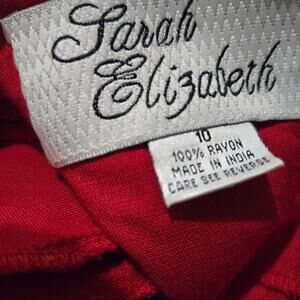 Sarah
Elizabeth
10
100% RAYON
MADE IN INDIA
CARE SEE REVERSE